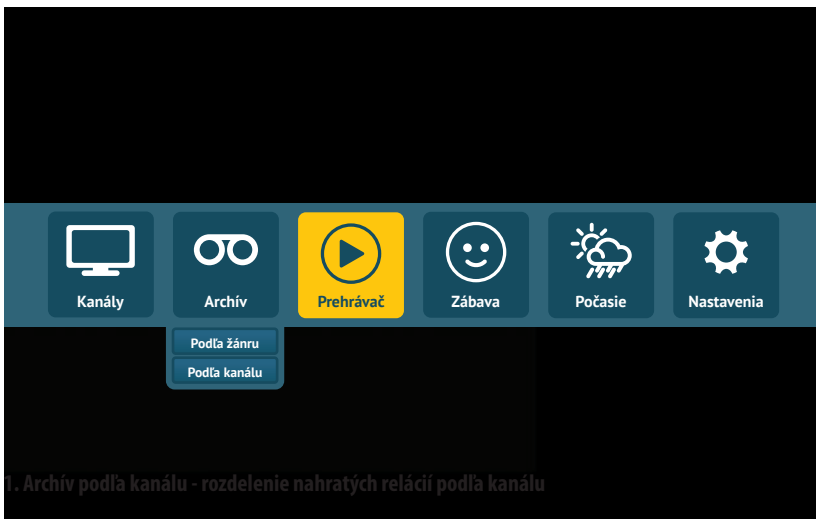 Kanály
Archív
Prehrávač
Zábava
Počasie
Nastavenia
Podľa žánru
Podľa kanálu
1. Archív podľa kanálu - rozdelenie nahratých relácií podľa kanálu